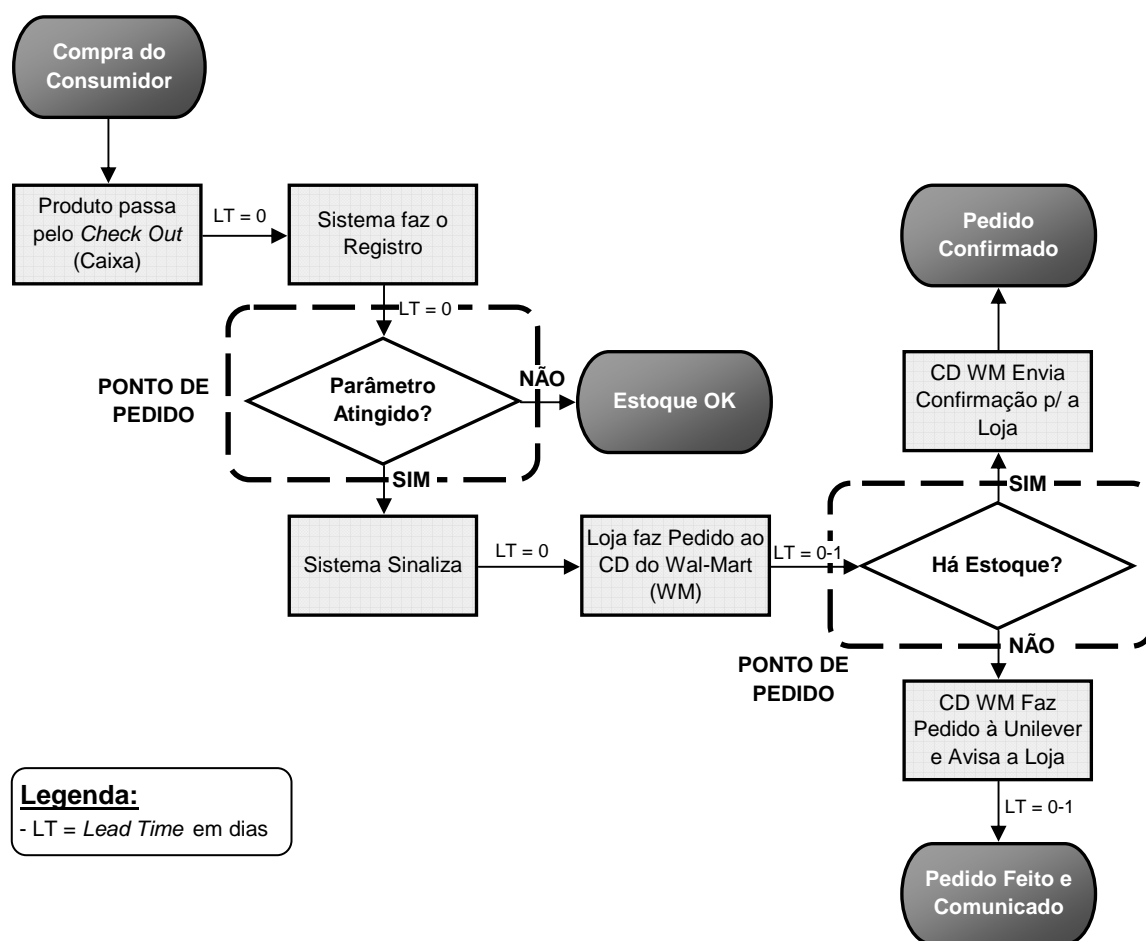 Compra do
Consumidor
Produto passa
pelo Check Out
(Caixa)
LT = 0
Sistema faz o
Registro
LT = 0
PONTO DE
PEDIDO
Parâmetro
Atingido?
NÃO
Estoque OK
SIM
Sistema Sinaliza
LT = 0
Loja faz Pedido ao
CD do Wal-Mart
(WM)
LT = 0-1
Há Estoque?
PONTO DE
PEDIDO
SIM
CD WM Envia
Confirmação p/ a
Loja
Pedido
Confirmado
NÃO
CD WM Faz
Pedido à Unilever
e Avisa a Loja
LT = 0-1
Pedido Feito e
Comunicado
Legenda:
- LT = Lead Time em dias